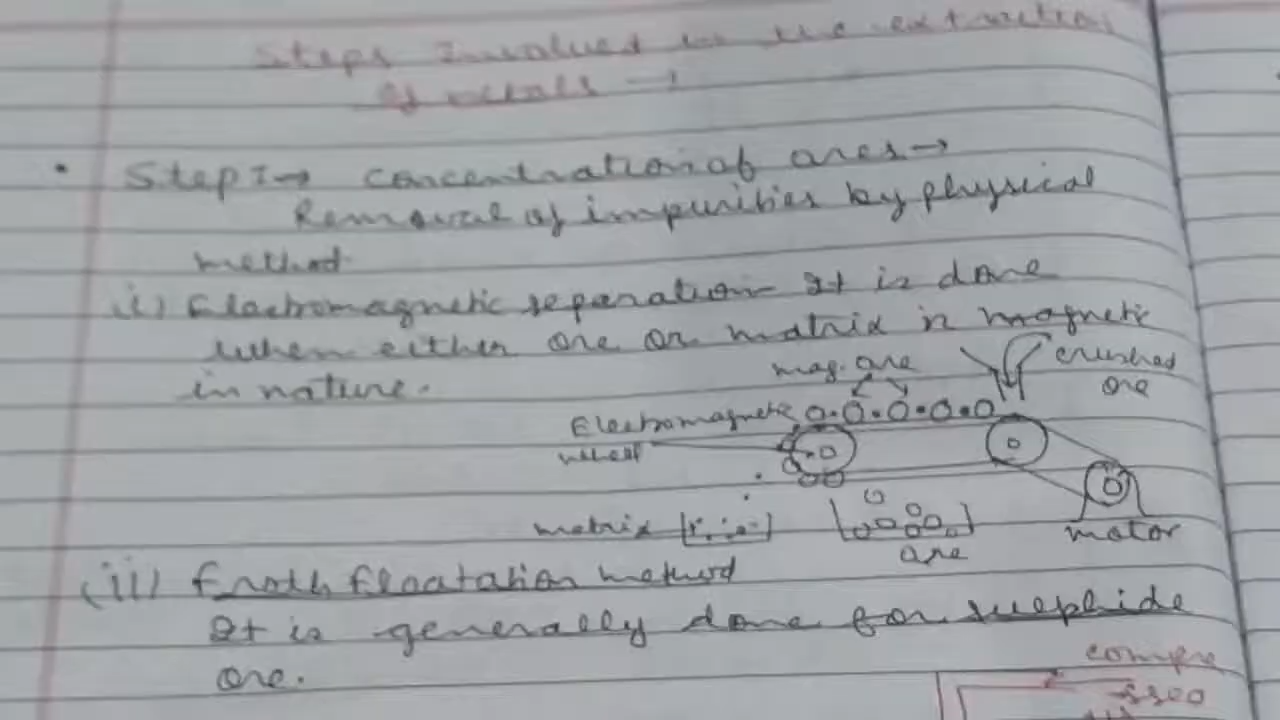 Steps Involved in the extraction
of metals →
• Step I → Concentration of ores →
Removal of impurities by physical
method.
(i) Electromagnetic separation - It is done
when either ore or matrix is magnetic
in nature.
mag. ore
crushed
ore
Electromagnetic
wheel
matrix
ore
motor
(ii) Froth floatation method
It is generally done for sulphide
ore.
compre
-ssed